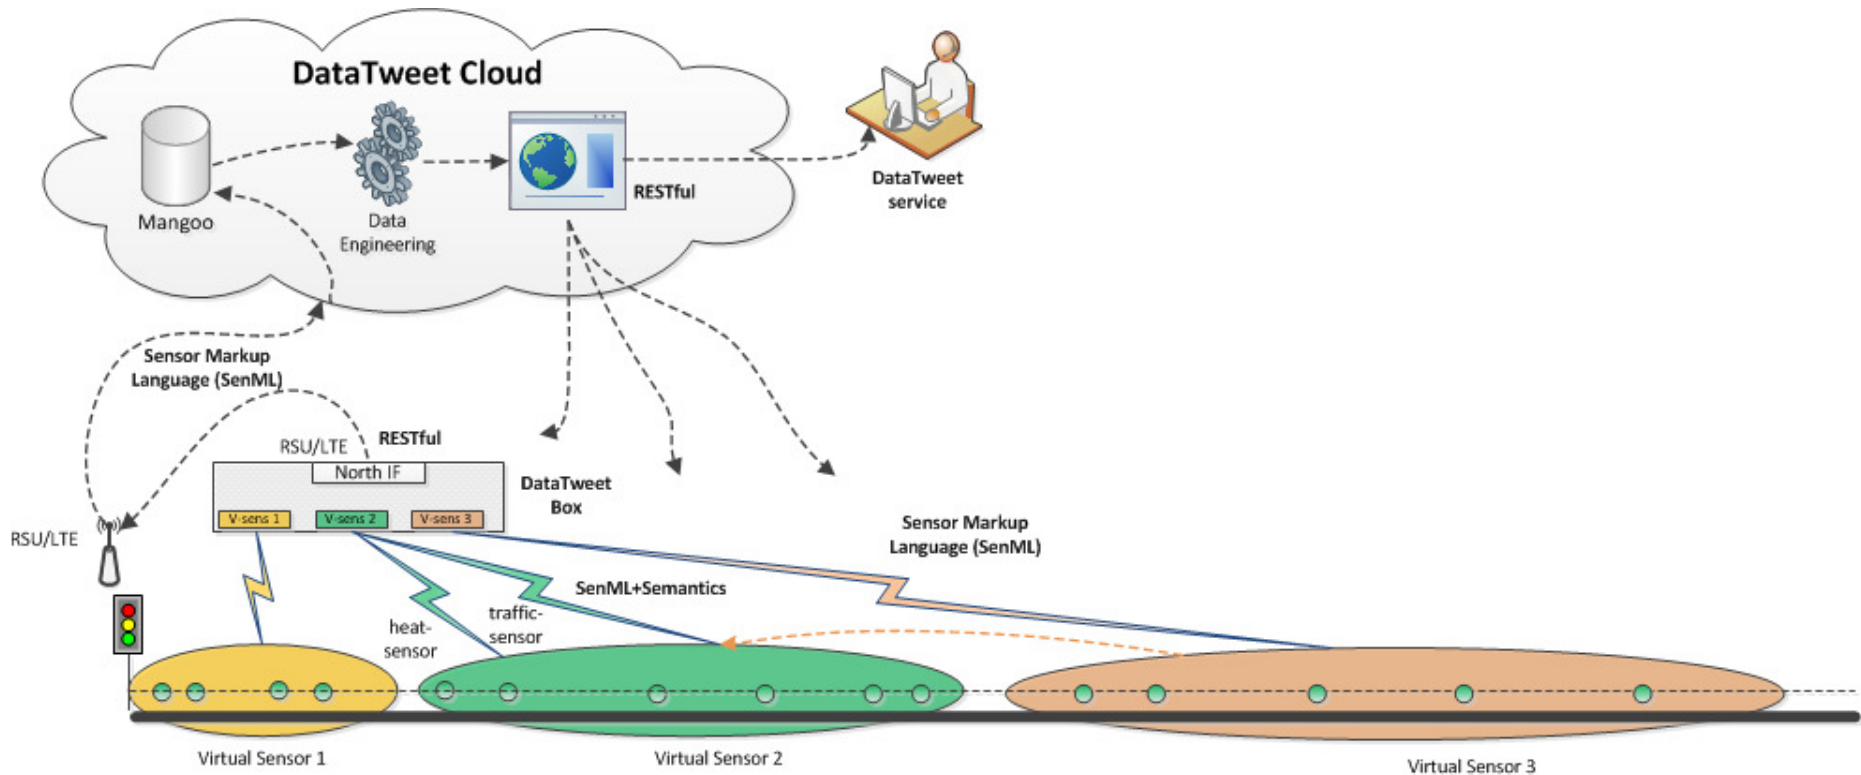 DataTweet Cloud
Mangoo
Data
Engineering
RESTful
DataTweet
service
Sensor Markup
Language (SenML)
RSU/LTE
RESTful
North IF
DataTweet
Box
V-sens 1
V-sens 2
V-sens 3
RSU/LTE
Sensor Markup
Language (SenML)
SenML+Semantics
heat-
sensor
traffic-
sensor
Virtual Sensor 1
Virtual Sensor 2
Virtual Sensor 3